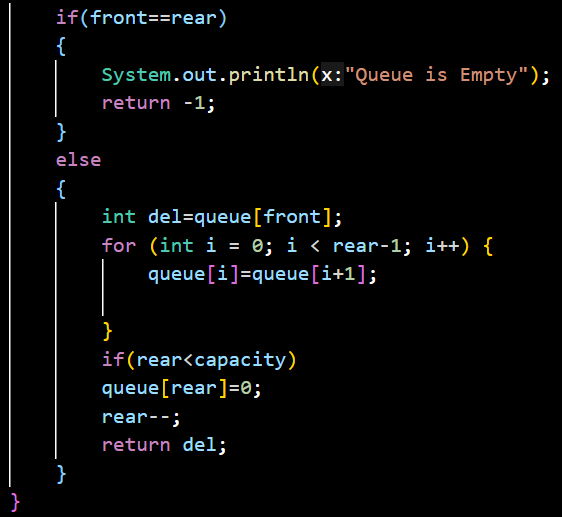 if(front==rear)
{
System.out.println(x:"Queue is Empty");
return -1;
}
else
{
int del=queue[front];
for (int i = 0; i < rear-1; i++) {
queue[i]=queue[i+1];
}
if(rear<capacity)
queue[rear]=0;
rear--;
return del;
}
}